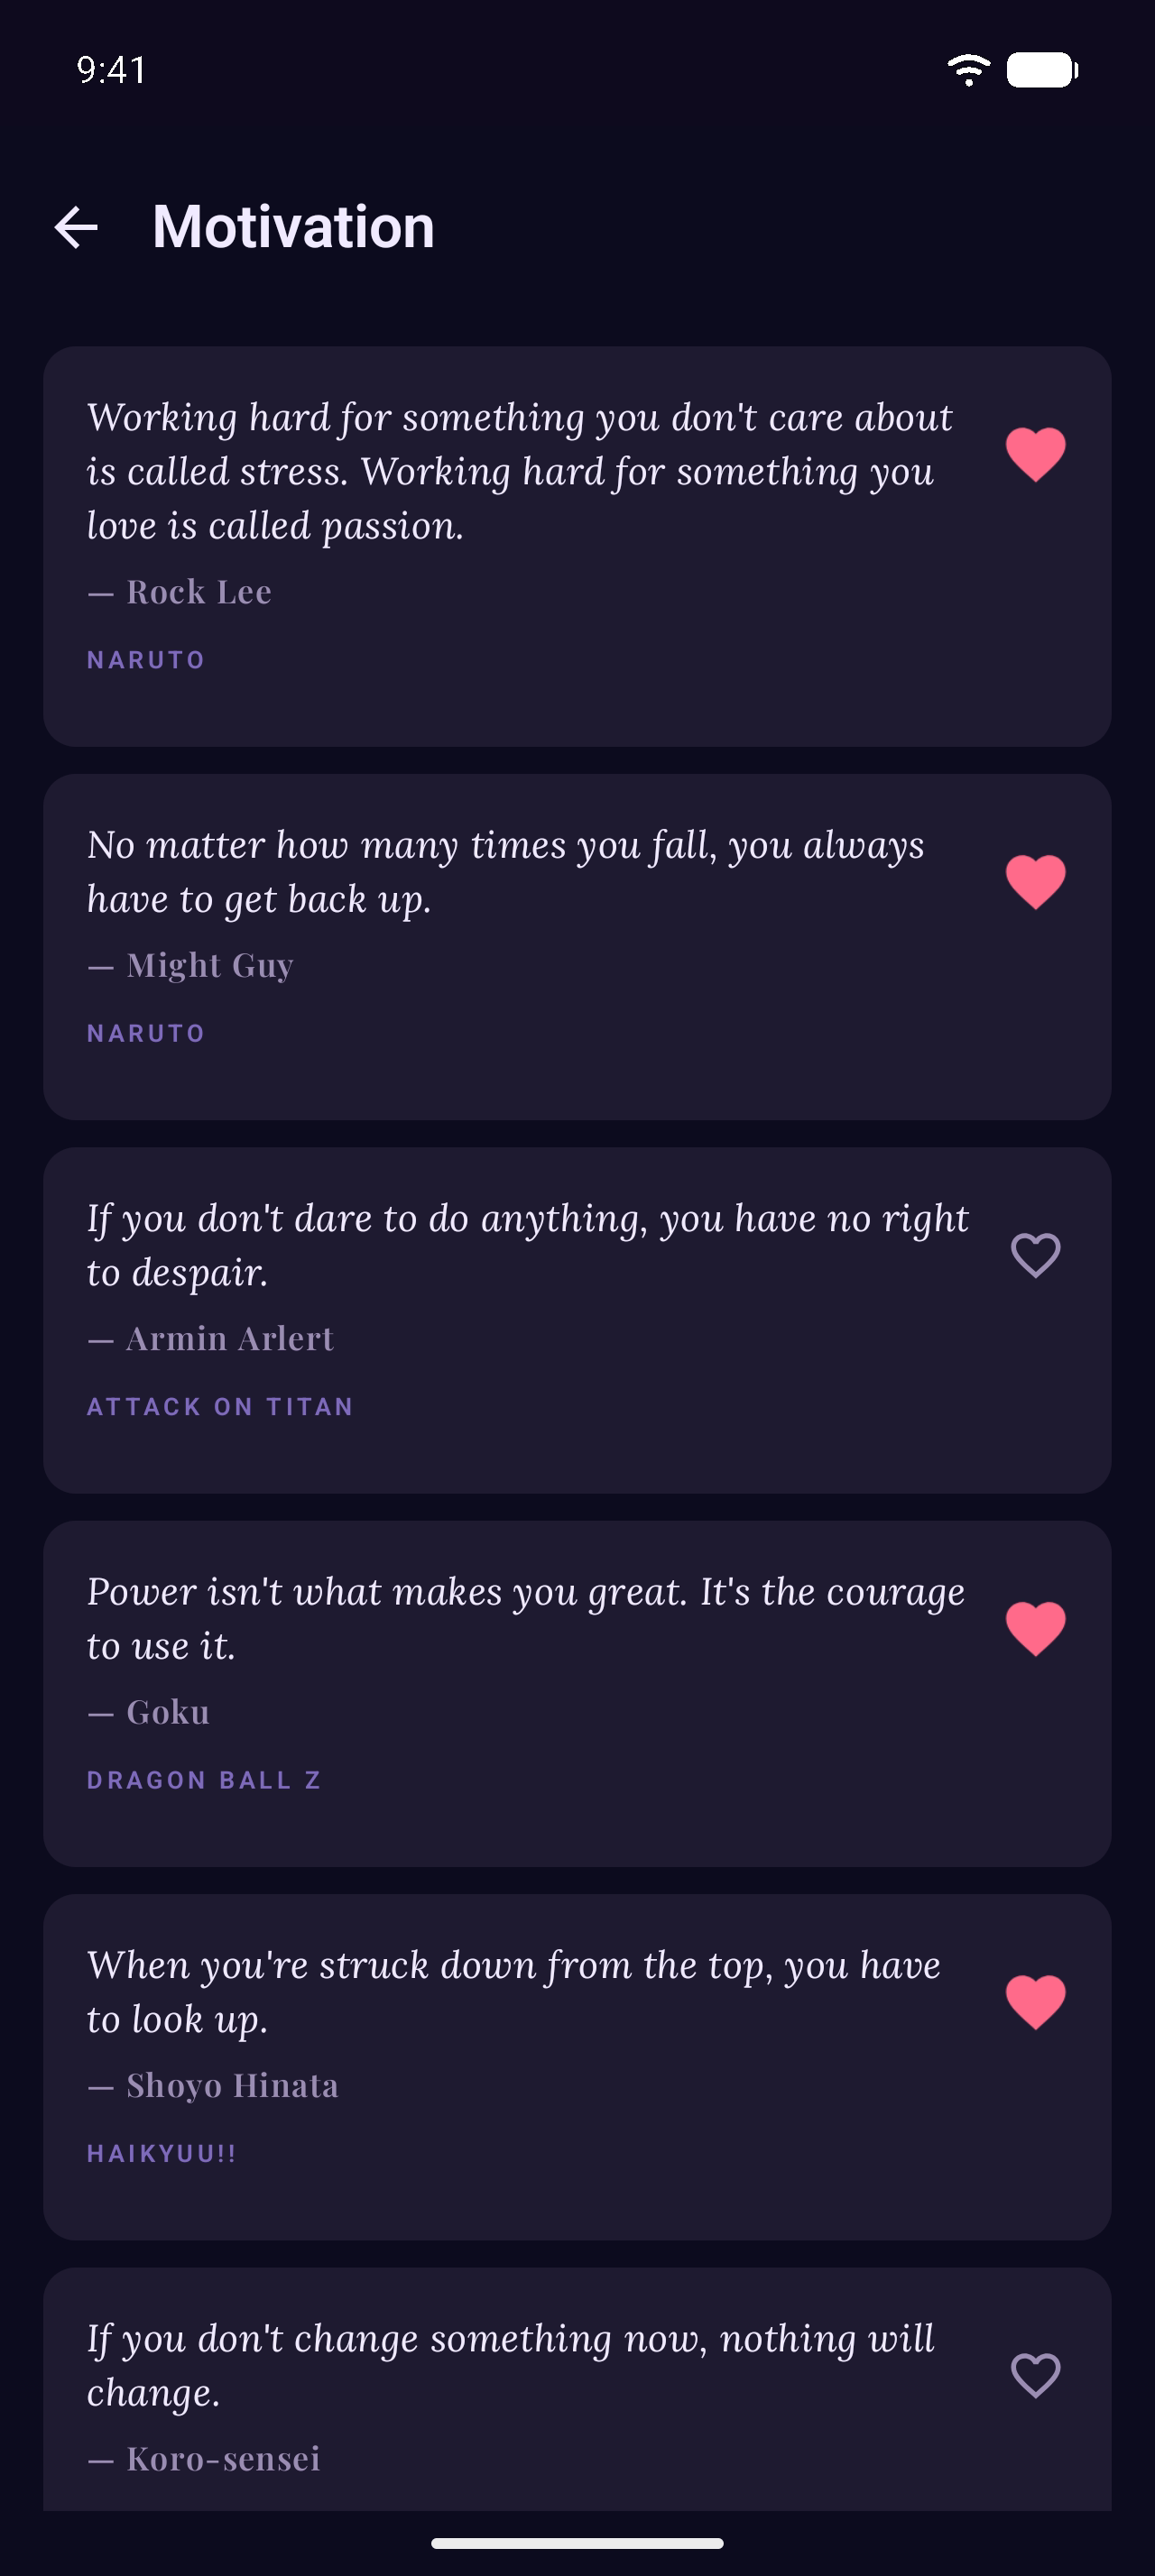 9:41
Motivation
Working hard for something you don't care about
is called stress. Working hard for something you
love is called passion.
— Rock Lee
NARUTO
No matter how many times you fall, you always
have to get back up.
— Might Guy
NARUTO
If you don't dare to do anything, you have no right
to despair.
— Armin Arlert
ATTACK ON TITAN
Power isn't what makes you great. It's the courage
to use it.
— Goku
DRAGON BALL Z
When you're struck down from the top, you have
to look up.
— Shoyo Hinata
HAIKYUU!!
If you don't change something now, nothing will
change.
— Koro-sensei